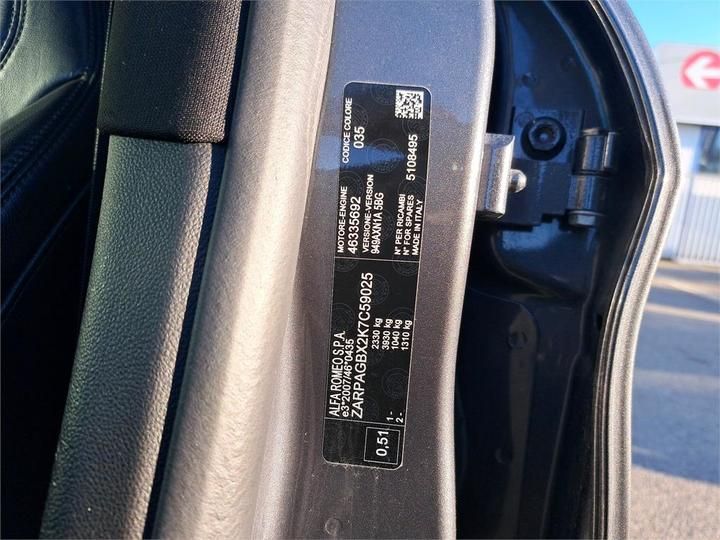 ALFA ROMEO S.P.A.
e3*2007/46*0435
ZARPAGBX2K7C59025
2330 kg
3930 kg
1- 1040 kg
2- 1310 kg
0,51
MOTORE-ENGINE
46335692
CODICE COLORE
035
VERSIONE-VERSION
949AXN1A 5BG
N° PER RICAMBI
N° FOR SPARES
5108495
MADE IN ITALY